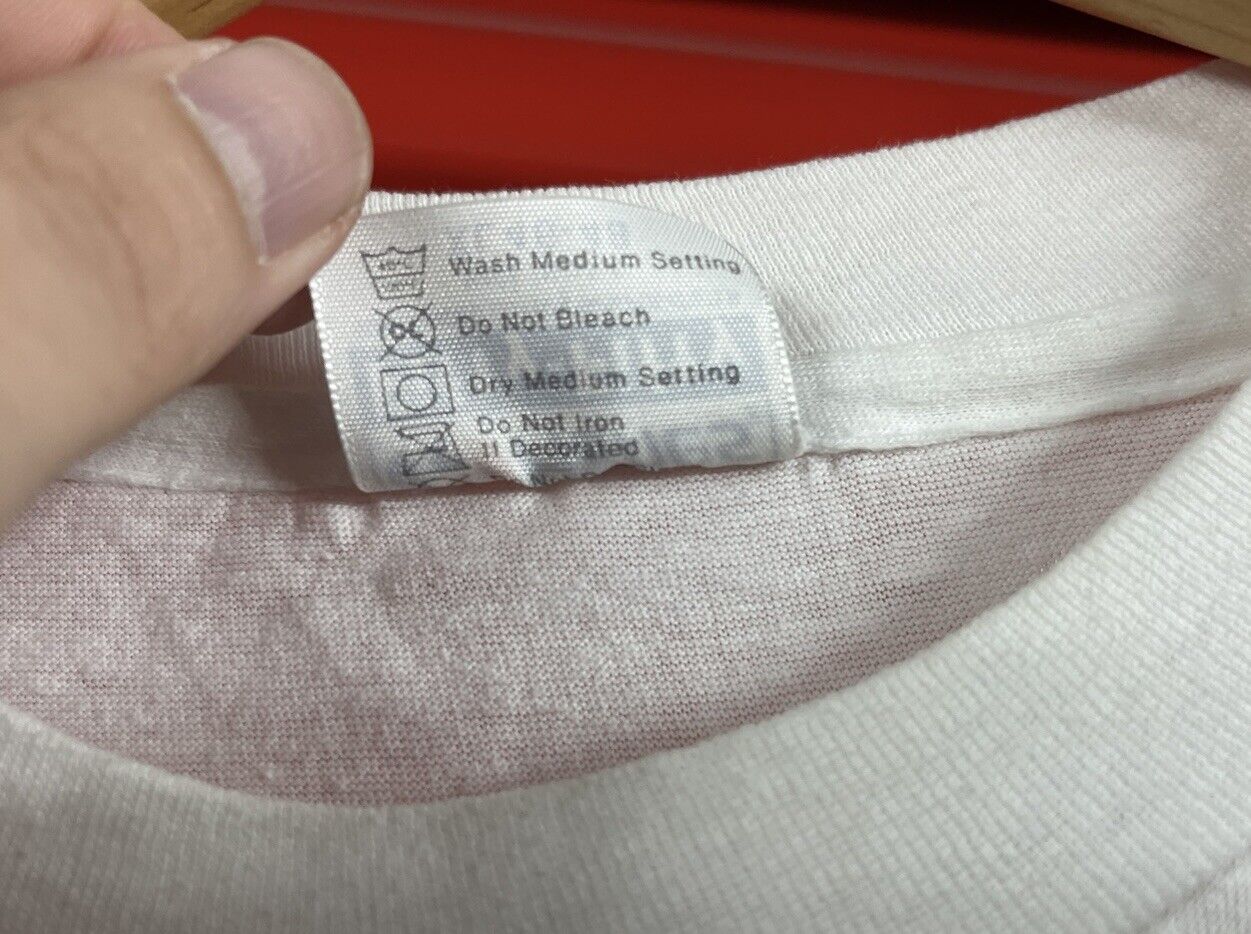 Wash Medium Setting
Do Not Bleach
Dry Medium Setting
Do Not Iron
If Decorated